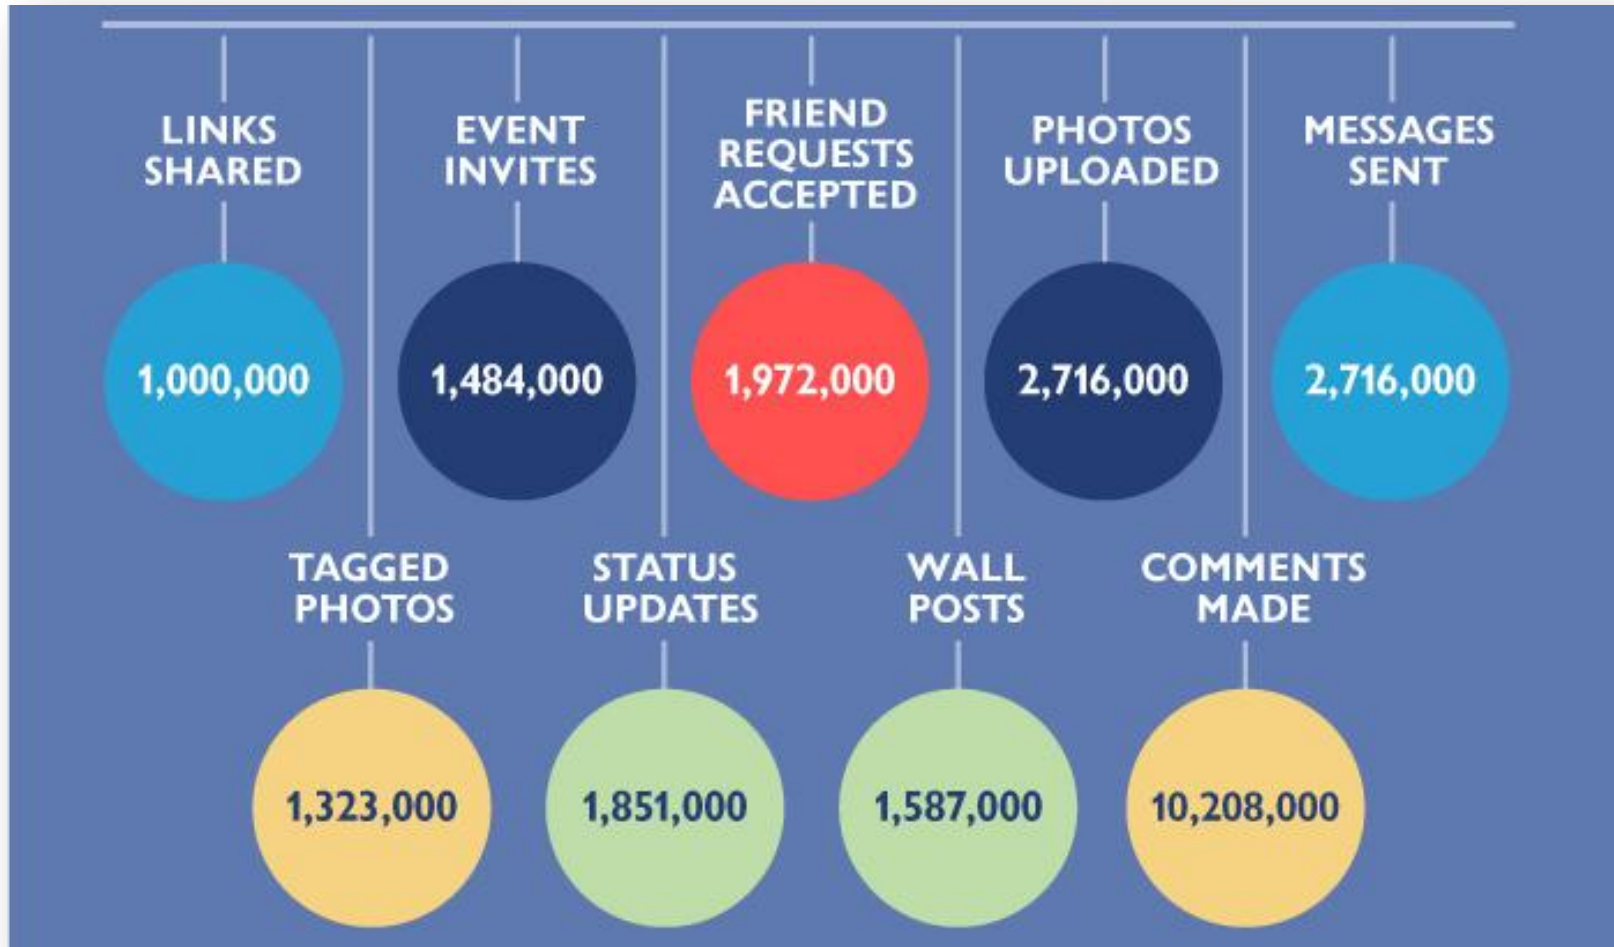 LINKS
SHARED
EVENT
INVITES
FRIEND
REQUESTS
ACCEPTED
PHOTOS
UPLOADED
MESSAGES
SENT
1,000,000
1,484,000
1,972,000
2,716,000
2,716,000
TAGGED
PHOTOS
STATUS
UPDATES
WALL
POSTS
COMMENTS
MADE
1,323,000
1,851,000
1,587,000
10,208,000